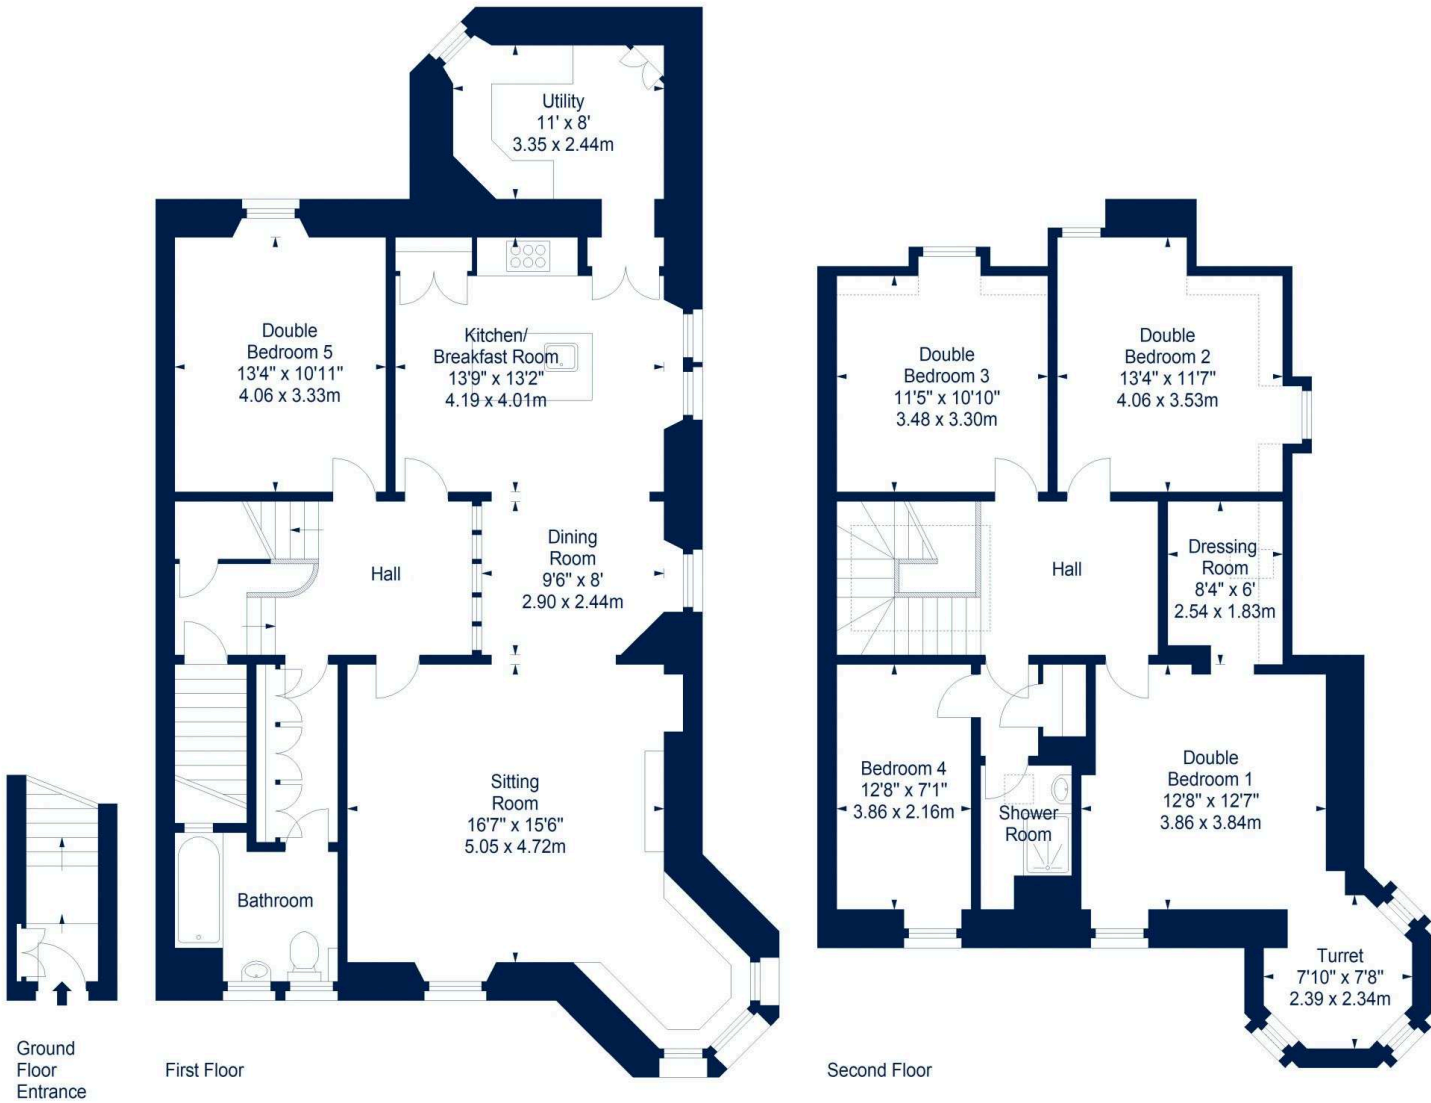 Utility
11' x 8'
3.35 x 2.44m
Double
Bedroom 5
13'4" x 10'11"
4.06 x 3.33m
Kitchen/
Breakfast Room
13'9" x 13'2"
4.19 x 4.01m
Hall
Dining
Room
9'6" x 8'
2.90 x 2.44m
Sitting
Room
16'7" x 15'6"
5.05 x 4.72m
Bathroom
Ground
Floor
Entrance
First Floor
Double
Bedroom 3
11'5" x 10'10"
3.48 x 3.30m
Double
Bedroom 2
13'4" x 11'7"
4.06 x 3.53m
Hall
Dressing
Room
8'4" x 6'
2.54 x 1.83m
Bedroom 4
12'8" x 7'1"
3.86 x 2.16m
Shower
Room
Double
Bedroom 1
12'8" x 12'7"
3.86 x 3.84m
Turret
7'10" x 7'8"
2.39 x 2.34m
Second Floor